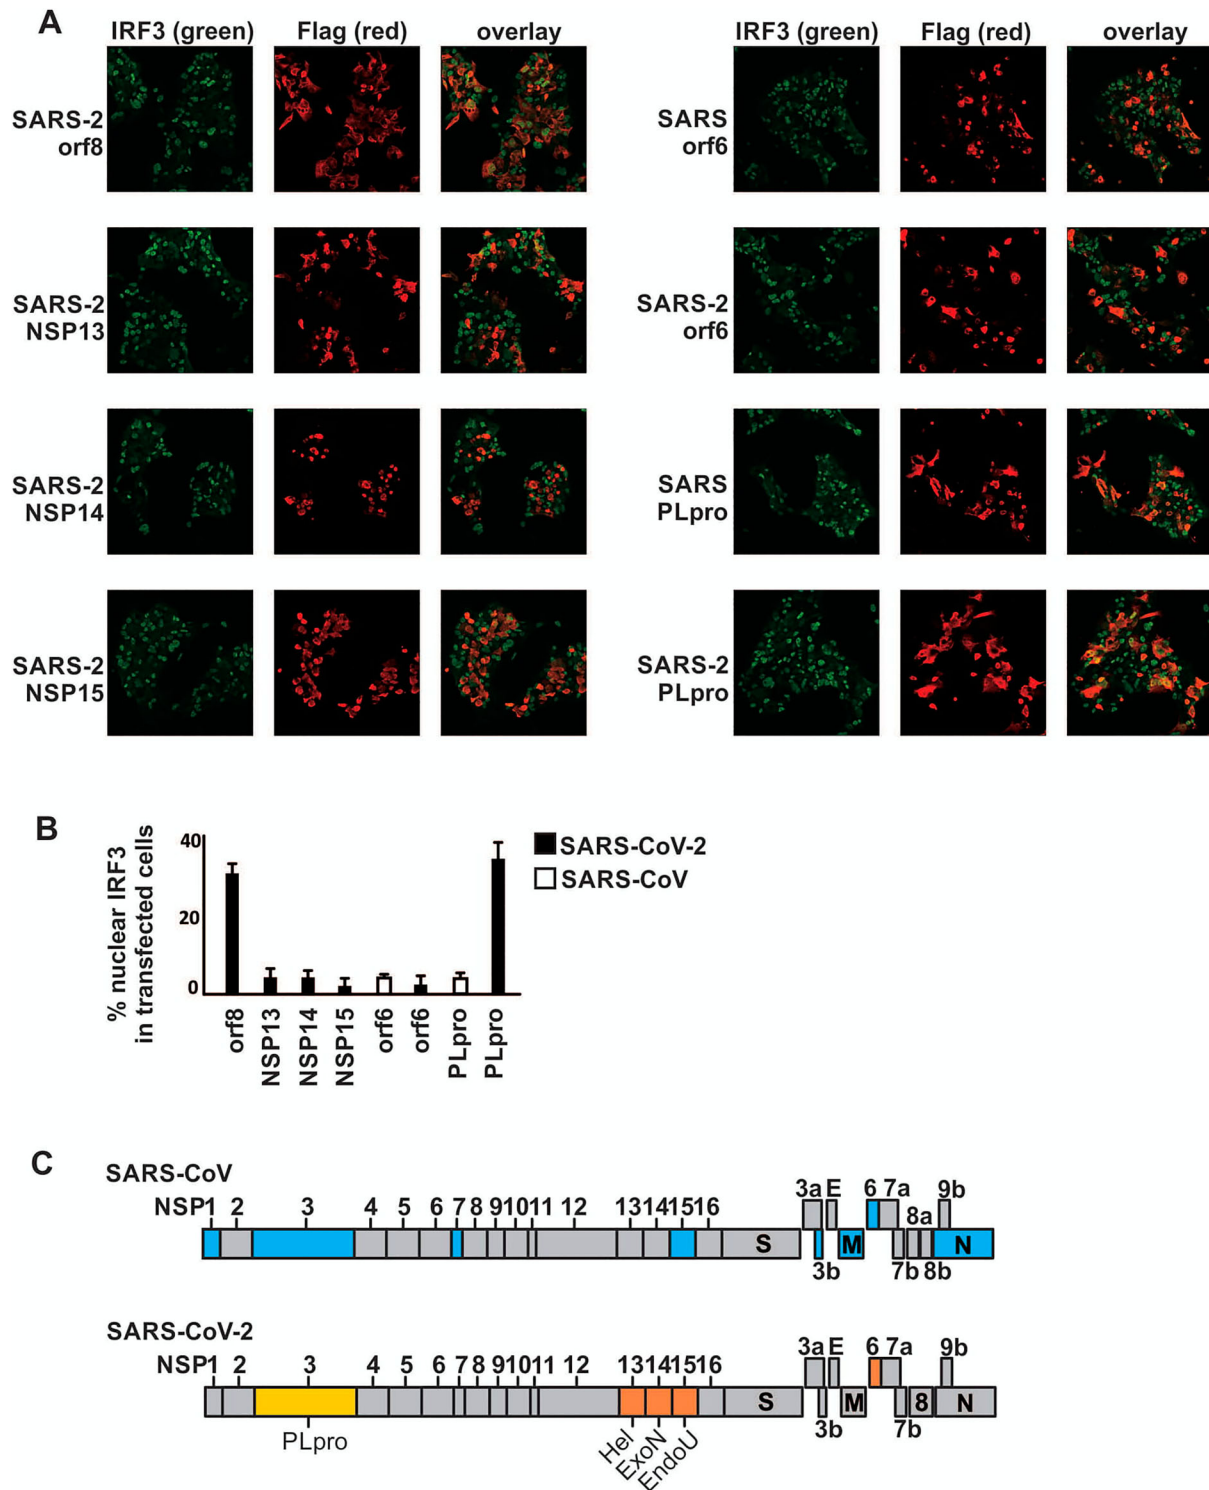 A
IRF3 (green) Flag (red) overlay IRF3 (green) Flag (red) overlay
SARS-2
orf8
SARS
orf6
SARS-2
NSP13
SARS-2
orf6
SARS-2
NSP14
SARS
PLpro
SARS-2
NSP15
SARS-2
PLpro
B
% nuclear IRF3
in transfected cells
40
20
0
SARS-CoV-2
SARS-CoV
orf8 NSP13 NSP14 NSP15 orf6 orf6 PLpro PLpro
C
SARS-CoV
3a E 6 7a 9b
NSP1 2 3 4 5 6 7 8 9 10 11 12 13 14 15 16 8a
S M N
3b 7b 8b
SARS-CoV-2
3a E 6 7a 9b
NSP1 2 3 4 5 6 7 8 9 10 11 12 13 14 15 16
S M 8 N
3b 7b
PLpro Hel ExoN EndoU